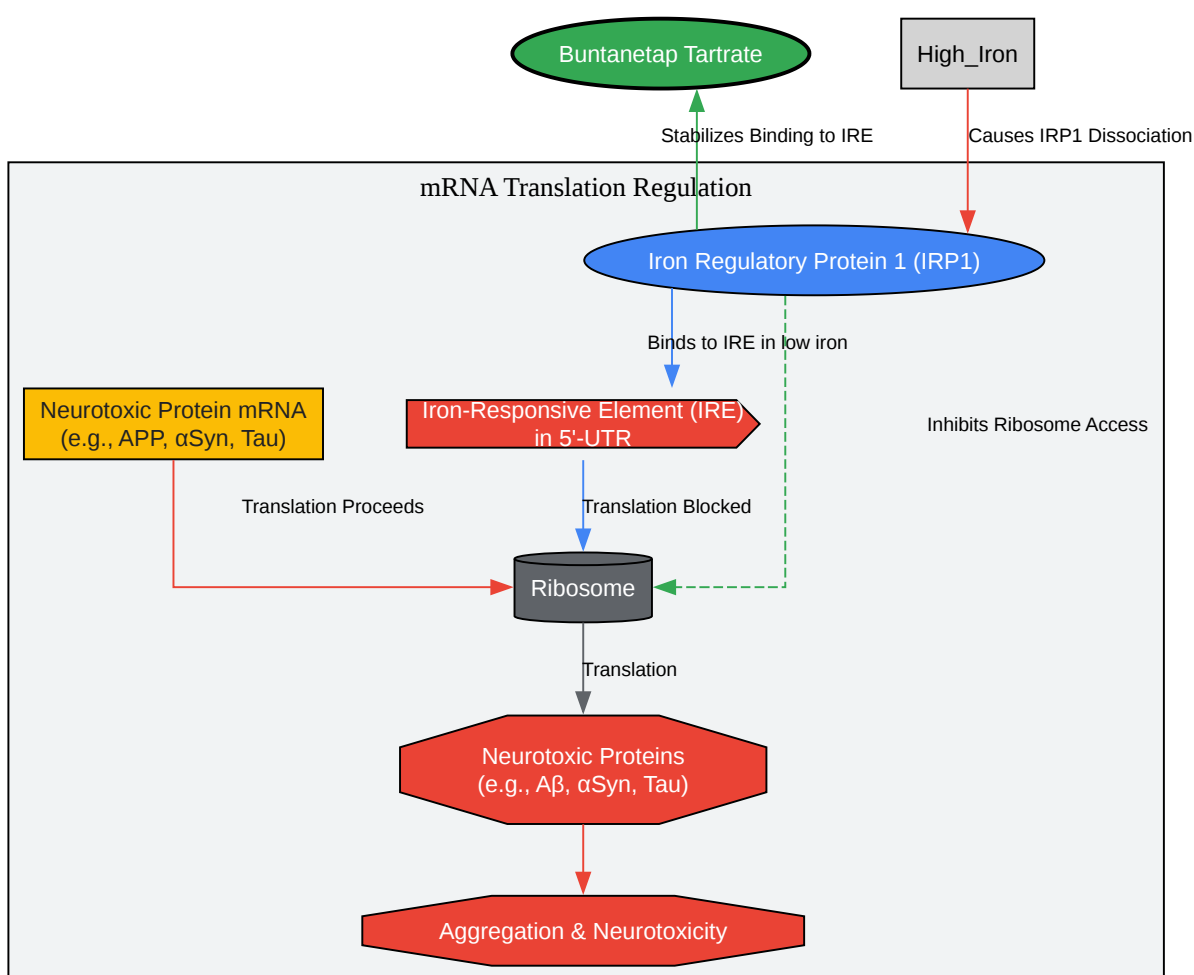 Buntanetap Tartrate
High_Iron
Stabilizes Binding to IRE
Causes IRP1 Dissociation
mRNA Translation Regulation
Iron Regulatory Protein 1 (IRP1)
Binds to IRE in low iron
Neurotoxic Protein mRNA
(e.g., APP, αSyn, Tau)
Iron-Responsive Element (IRE)
in 5'-UTR
Inhibits Ribosome Access
Translation Proceeds
Translation Blocked
Ribosome
Translation
Neurotoxic Proteins
(e.g., Aβ, αSyn, Tau)
Aggregation & Neurotoxicity